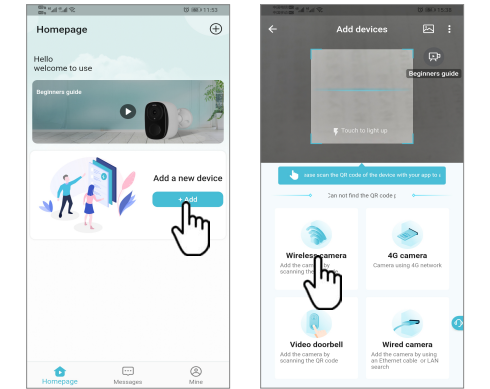 11:53
Homepage
Hello
welcome to use
Beginners guide
Add a new device
+ Add
Homepage
Messages
Mine
11:53
Add devices
Beginners guide
Touch to light up
ease scan the QR code of the device with your app to c
Can not find the QR code
Wireless camera
Add the camera by
scanning the
4G camera
Camera using 4G network
Video doorbell
Add the camera by
scanning the QR code
Wired camera
Add the camera by using
an Ethernet cable or LAN
search